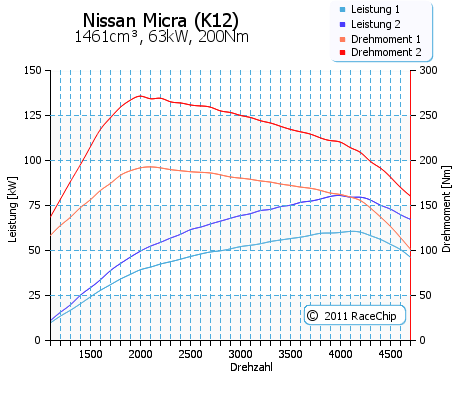 Nissan Micra (K12)
1461cm³, 63kW, 200Nm
Leistung 1
Leistung 2
Drehmoment 1
Drehmoment 2
150
125
100
75
50
25
0
Leistung [kW]
300
250
200
150
100
50
0
Drehmoment [Nm]
1500
2000
2500
3000
3500
4000
4500
Drehzahl
© 2011 RaceChip